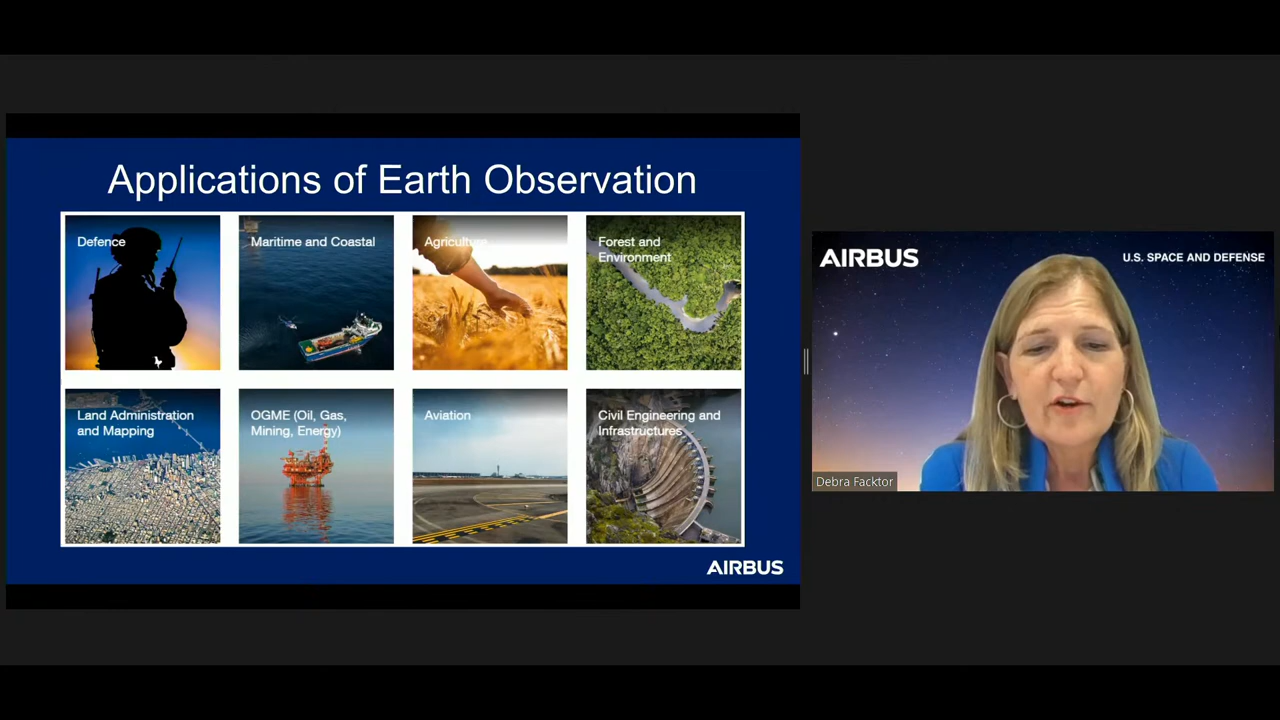 Applications of Earth Observation
Defence
Maritime and Coastal
Agriculture
Forest and
Environment
Land Administration
and Mapping
OGME (Oil, Gas,
Mining, Energy)
Aviation
Civil Engineering and
Infrastructures
AIRBUS
AIRBUS
U.S. SPACE AND DEFENSE
Debra Facktor